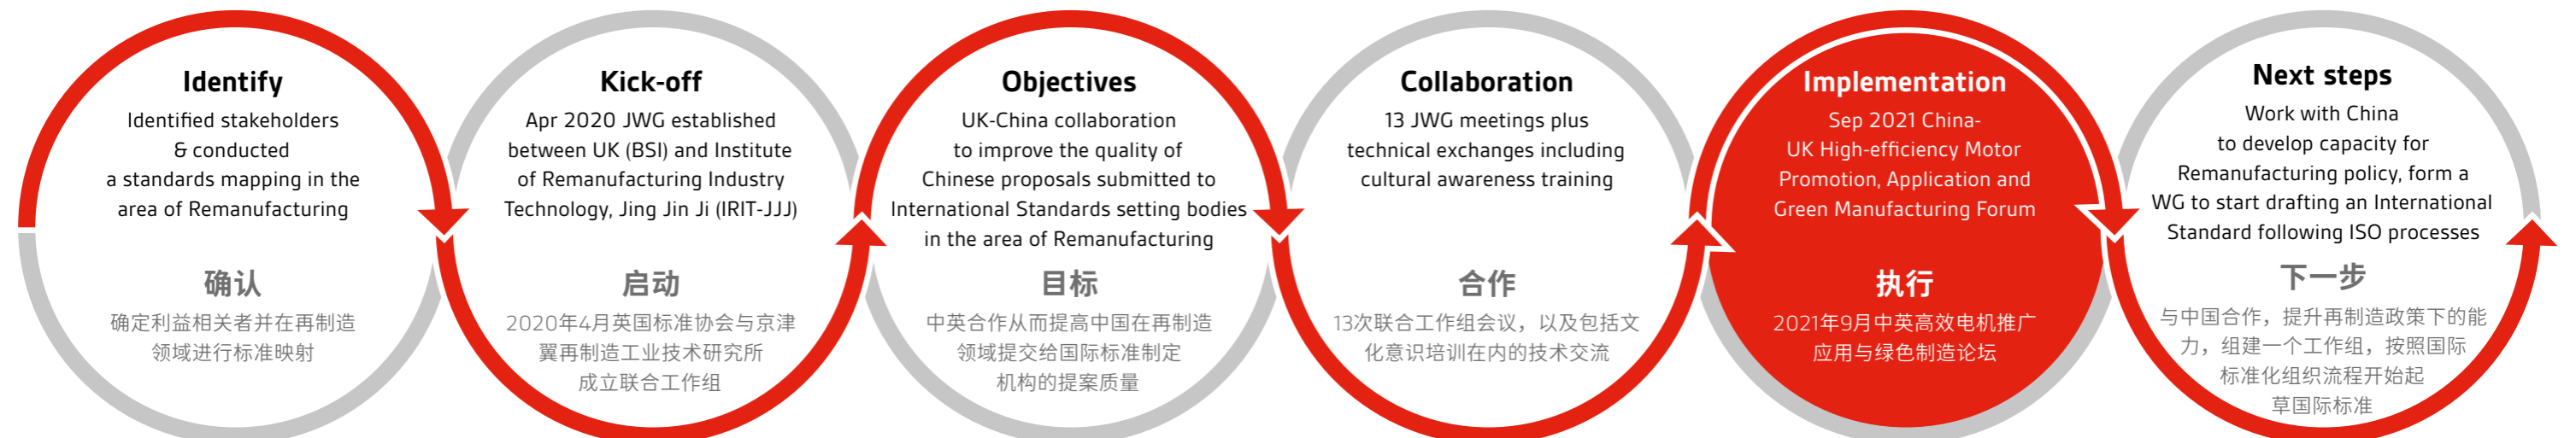 Identify
Identified stakeholders
& conducted
a standards mapping in the
area of Remanufacturing
确认
确定利益相关者并在再制造
领域进行标准映射
Kick-off
Apr 2020 JWG established
between UK (BSI) and Institute
of Remanufacturing Industry
Technology, Jing Jin Ji (IRIT-JJJ)
启动
2020年4月英国标准协会与京津
翼再制造工业技术研究所
成立联合工作组
Objectives
UK-China collaboration
to improve the quality of
Chinese proposals submitted to
International Standards setting bodies
in the area of Remanufacturing
目标
中英合作从而提高中国在再制造
领域提交给国际标准制定
机构的提案质量
Collaboration
13 JWG meetings plus
technical exchanges including
cultural awareness training
合作
13次联合工作组会议，以及包括文
化意识培训在内的技术交流
Implementation
Sep 2021 China-
UK High-efficiency Motor
Promotion, Application and
Green Manufacturing Forum
执行
2021年9月中英高效电机推广
应用与绿色制造论坛
Next steps
Work with China
to develop capacity for
Remanufacturing policy, form a
WG to start drafting an International
Standard following ISO processes
下一步
与中国合作，提升再制造政策下的能
力，组建一个工作组，按照国际
标准化组织流程开始起
草国际标准